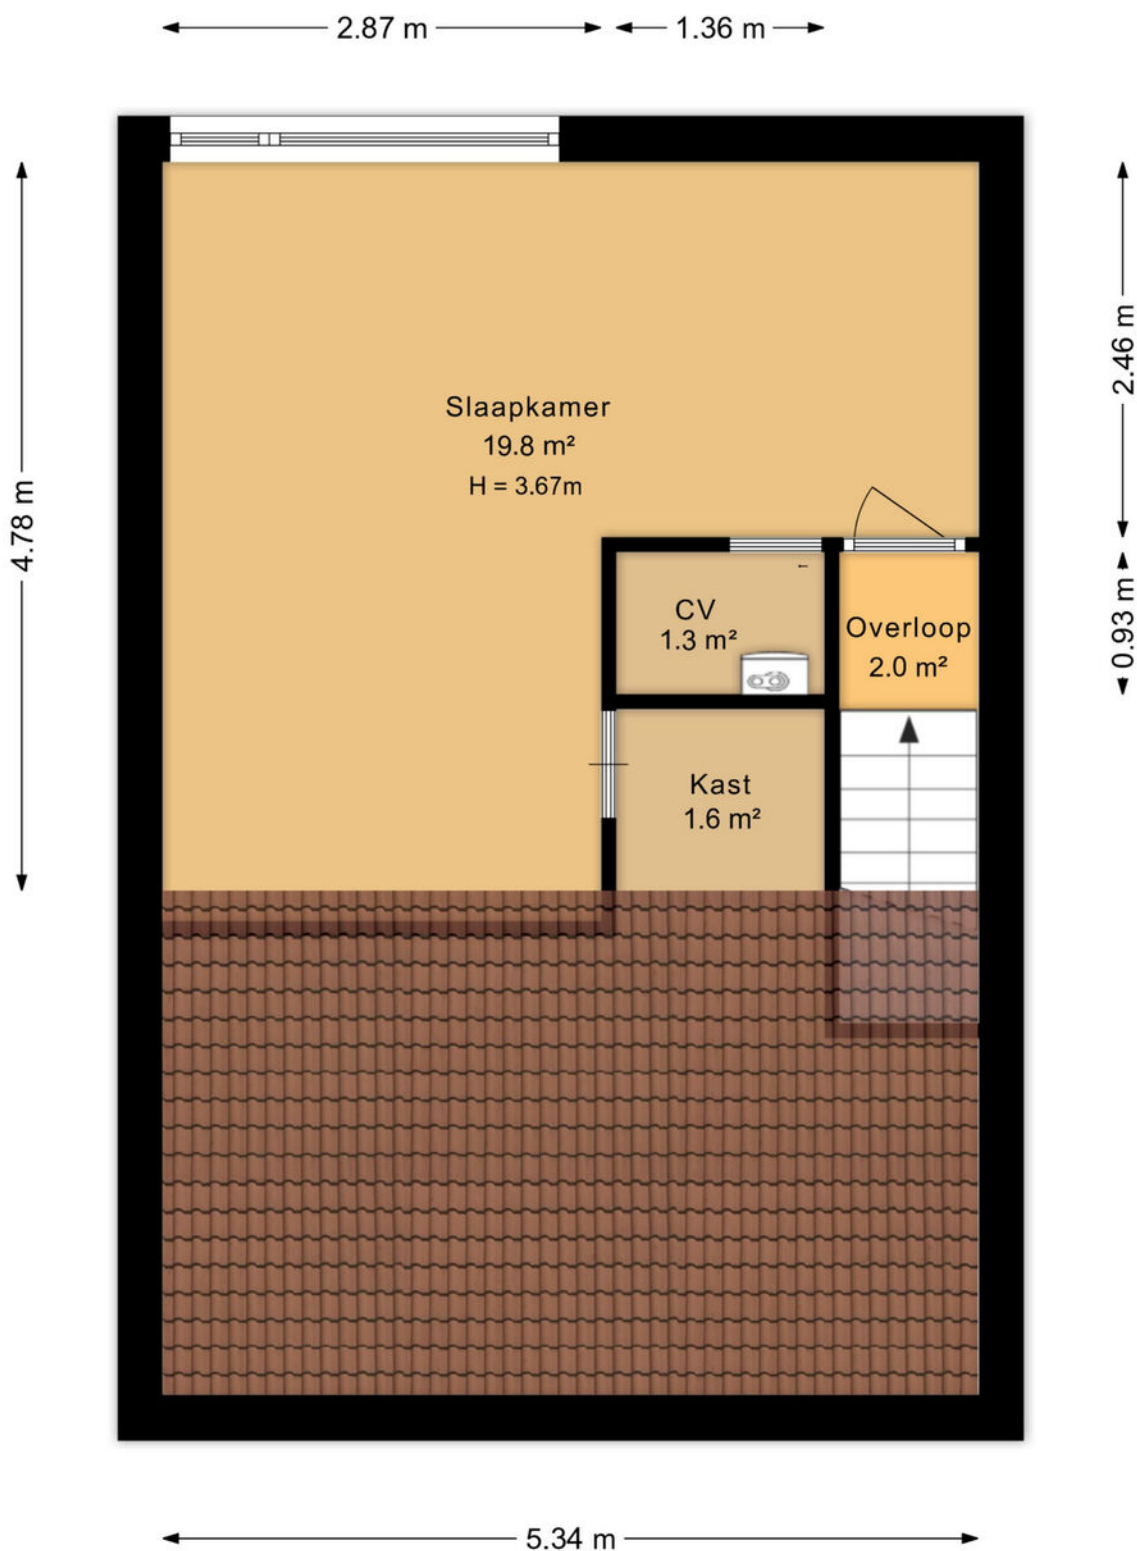 2.87 m
1.36 m
4.78 m
2.46 m
Slaapkamer
19.8 m²
H = 3.67m
CV
1.3 m²
Overloop
2.0 m²
0.93 m
Kast
1.6 m²
5.34 m